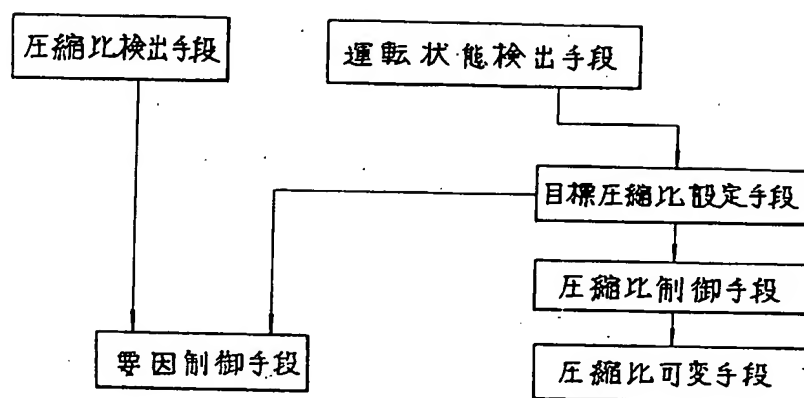 圧縮比検出手段
運転状態検出手段
目標圧縮比設定手段
圧縮比制御手段
要因制御手段
圧縮比可変手段